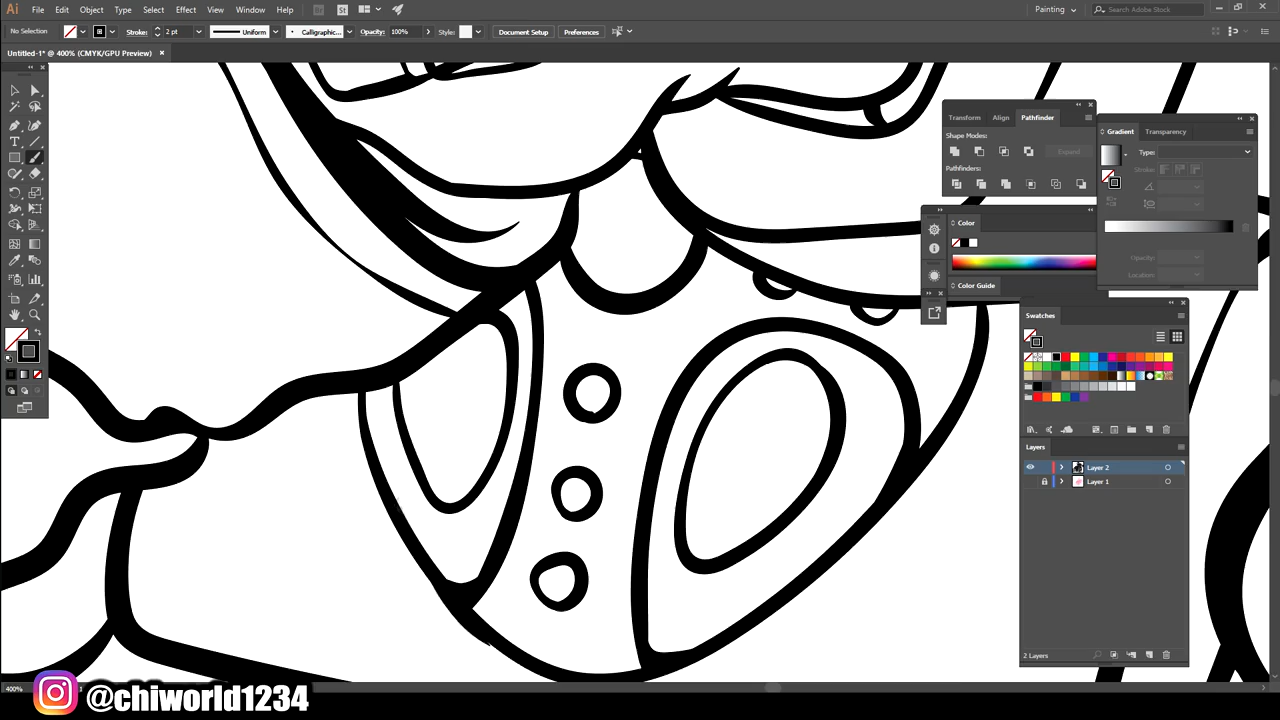 Ai File Edit Object Type Select Effect View Window Help Br St Painting Search Adobe Stock
No Selection Stroke: 2 pt Uniform Calligraphic... Opacity: 100% Style: Document Setup Preferences
Untitled-1* @ 400% (CMYK/GPU Preview)
Transform Align Pathfinder
Shape Modes:
Expand
Pathfinders:
Gradient Transparency
Type:
Stroke:
Opacity:
Location:
Color
Color Guide
Swatches
Layers
Layer 2
Layer 1
2 Layers
400%
@chiworld1234